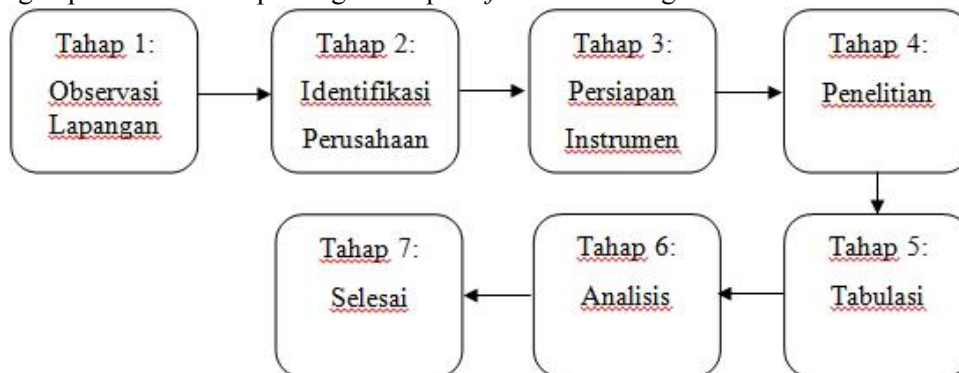 Tahap 1:
Observasi
Lapangan
Tahap 2:
Identifikasi
Perusahaan
Tahap 3:
Persiapan
Instrumen
Tahap 4:
Penelitian
Tahap 5:
Tabulasi
Tahap 6:
Analisis
Tahap 7:
Selesai